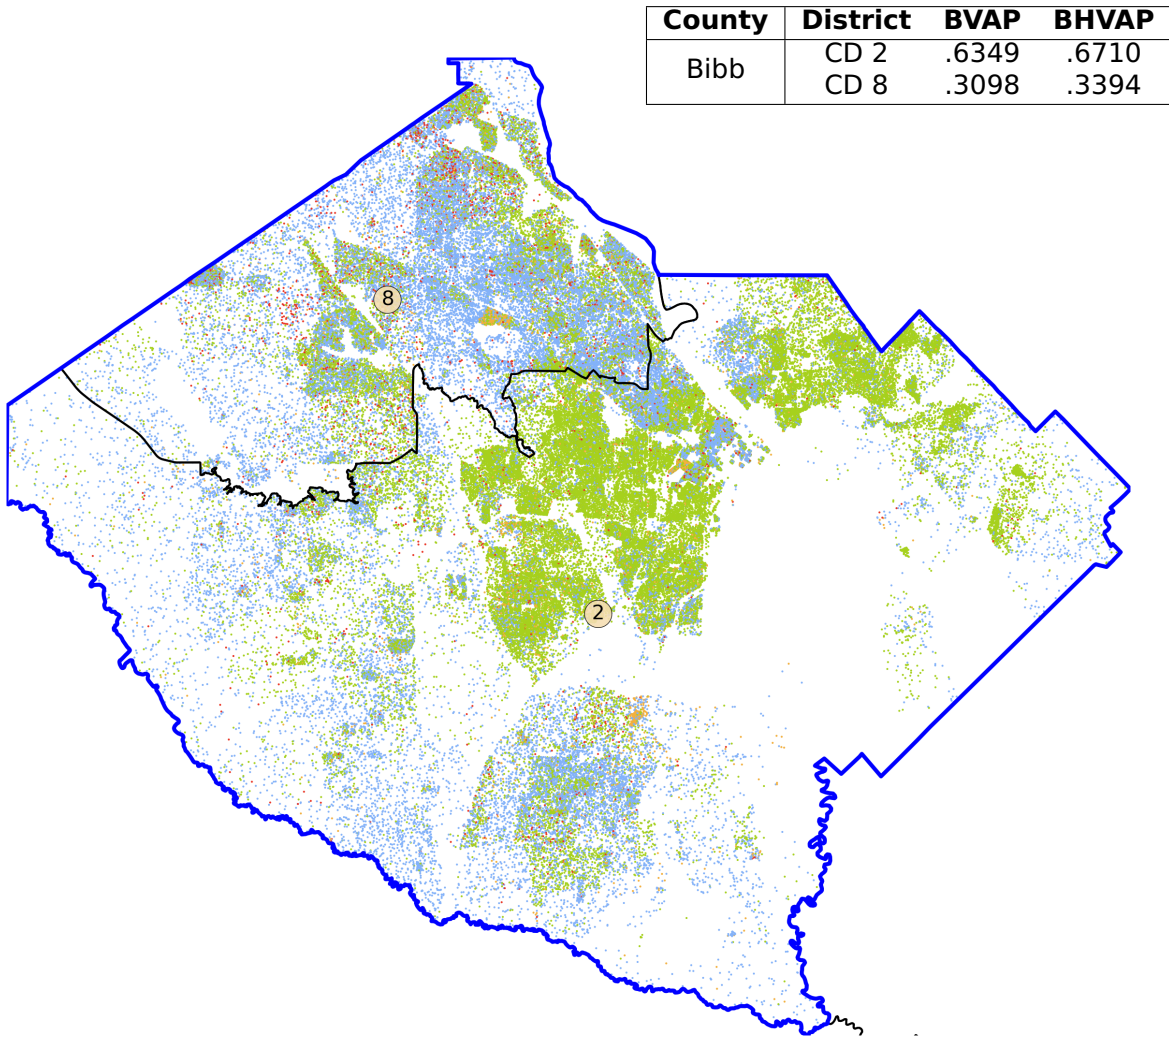 County District BVAP BHVAP
Bibb
CD 2 .6349 .6710
CD 8 .3098 .3394
8
2